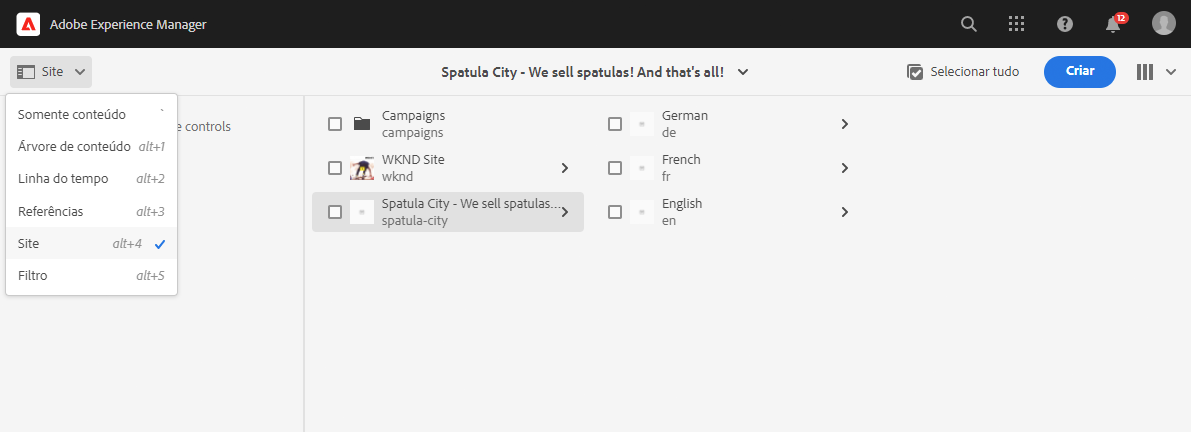 Adobe Experience Manager
12
Site
Spatula City - We sell spatulas! And that's all!
Selecionar tudo
Criar
Somente conteúdo `
Árvore de conteúdo alt+1
Linha do tempo alt+2
Referências alt+3
Site alt+4
Filtro alt+5
e controls
Campaigns
campaigns
WKND Site
wknd
Spatula City - We sell spatulas...
spatula-city
German
de
French
fr
English
en